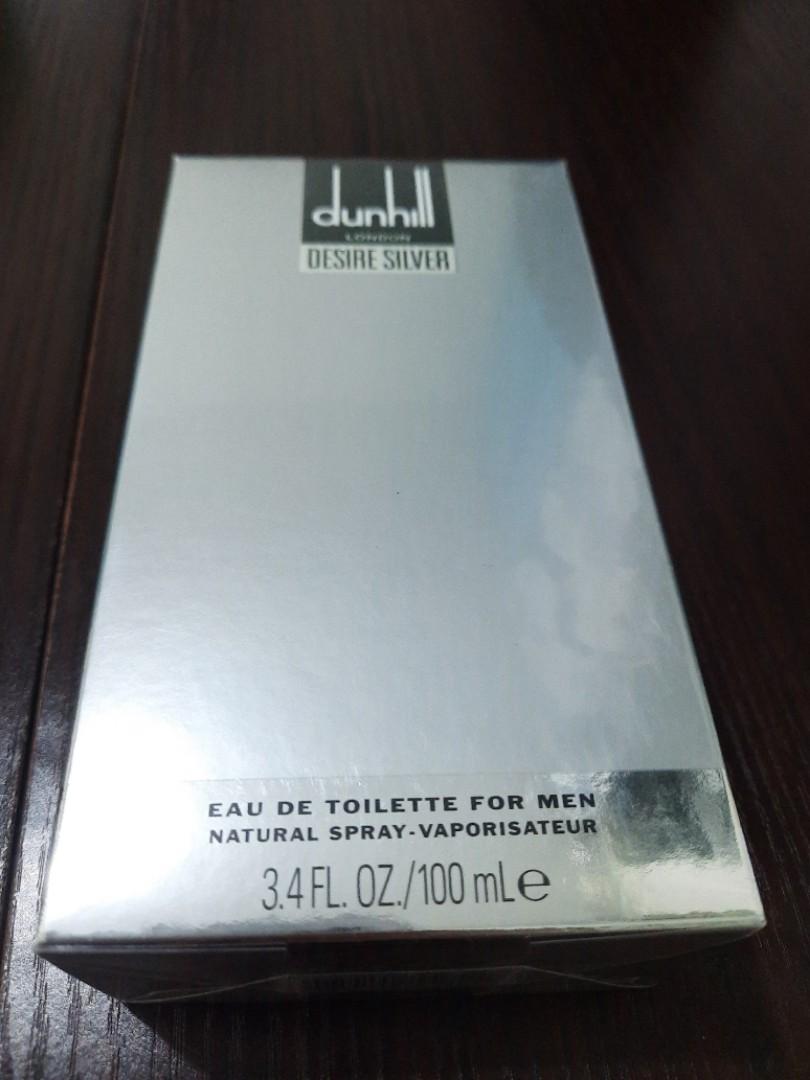 dunhill
LONDON
DESIRE SILVER
EAU DE TOILETTE FOR MEN
NATURAL SPRAY-VAPORISATEUR
3.4 FL. OZ./100 mL e